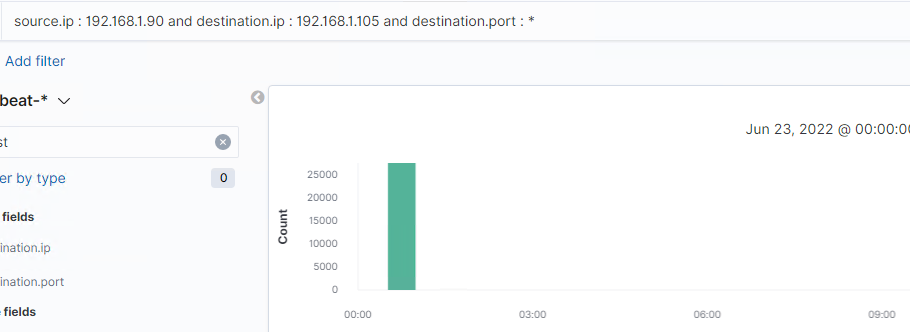 source.ip : 192.168.1.90 and destination.ip : 192.168.1.105 and destination.port : *
Add filter
beat-*
st
er by type
0
fields
ination.ip
ination.port
fields
Jun 23, 2022 @ 00:00:00
Count
25000
20000
15000
10000
5000
0
00:00
03:00
06:00
09:00